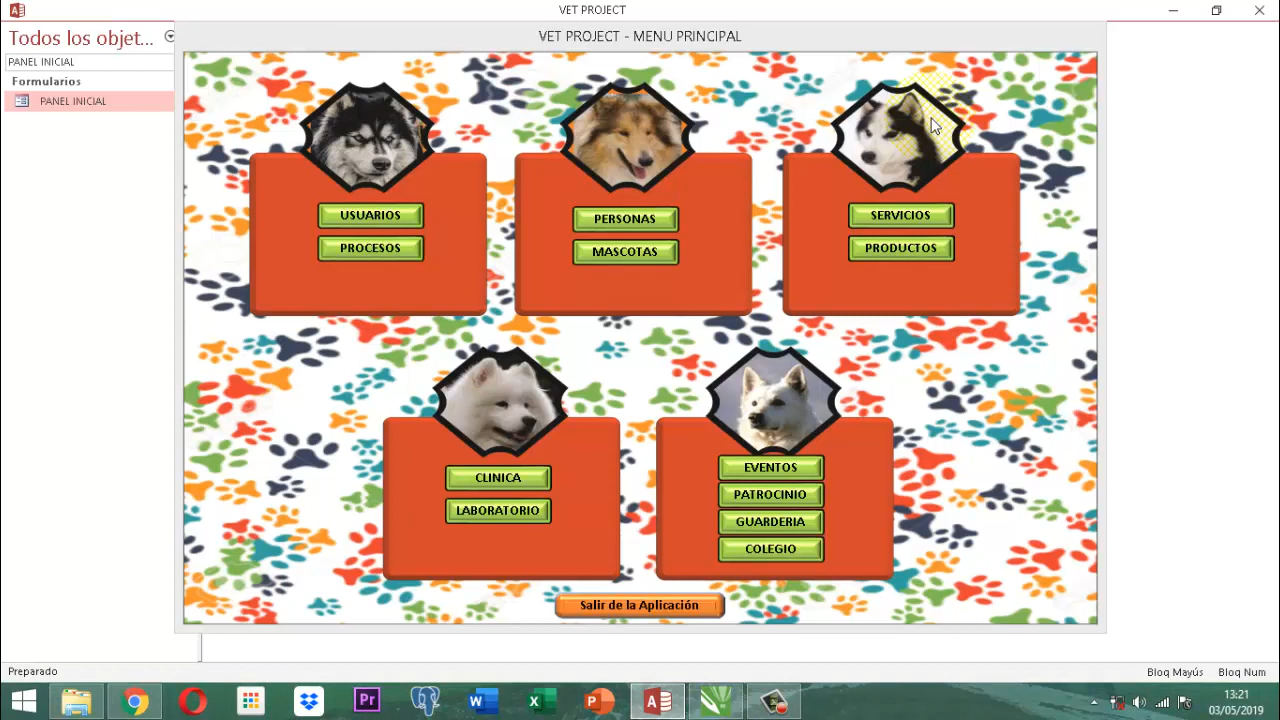 VET PROJECT
Todos los objet...
VET PROJECT - MENU PRINCIPAL
PANEL INICIAL
Formularios
PANEL INICIAL
USUARIOS
PROCESOS
PERSONAS
MASCOTAS
SERVICIOS
PRODUCTOS
CLINICA
LABORATORIO
EVENTOS
PATROCINIO
GUARDERIA
COLEGIO
Salir de la Aplicación
Preparado
Bloq Mayús
Bloq Num
13:21
03/05/2019